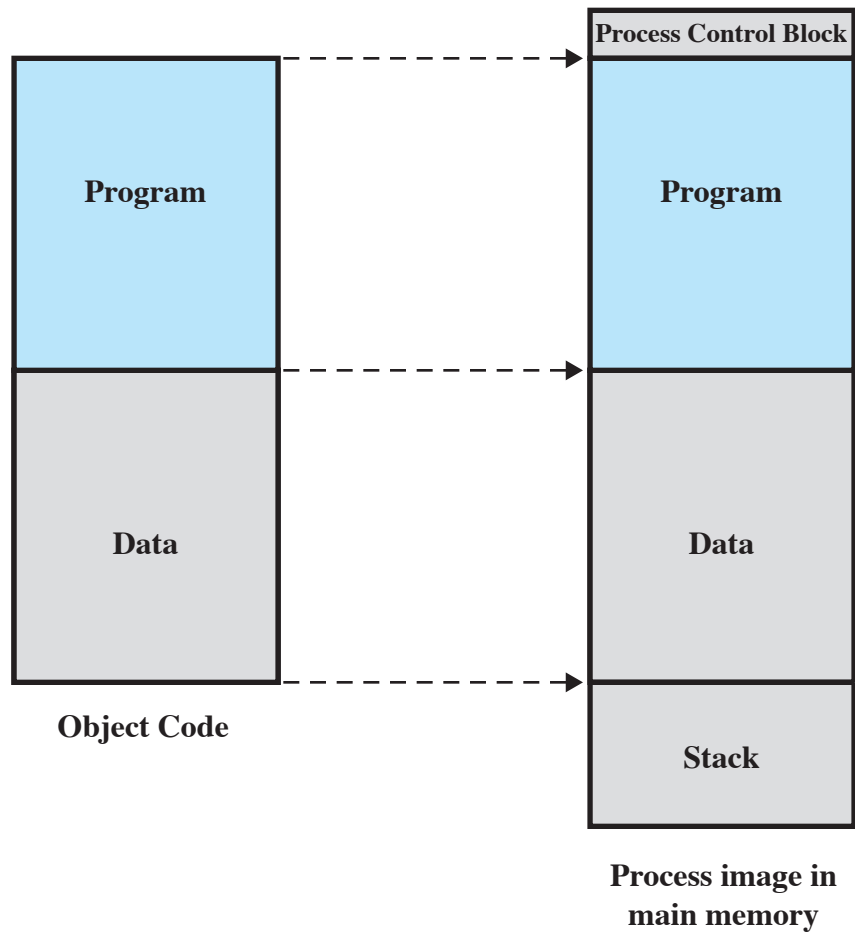 Process Control Block
Program
Program
Data
Data
Object Code
Stack
Process image in
main memory